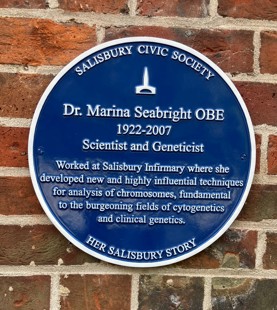 SALISBURY CIVIC SOCIETY
Dr. Marina Seabright OBE
1922-2007
Scientist and Geneticist
Worked at Salisbury Infirmary where she
developed new and highly influential techniques
for analysis of chromosomes, fundamental
to the burgeoning fields of cytogenetics
and clinical genetics.
HER SALISBURY STORY